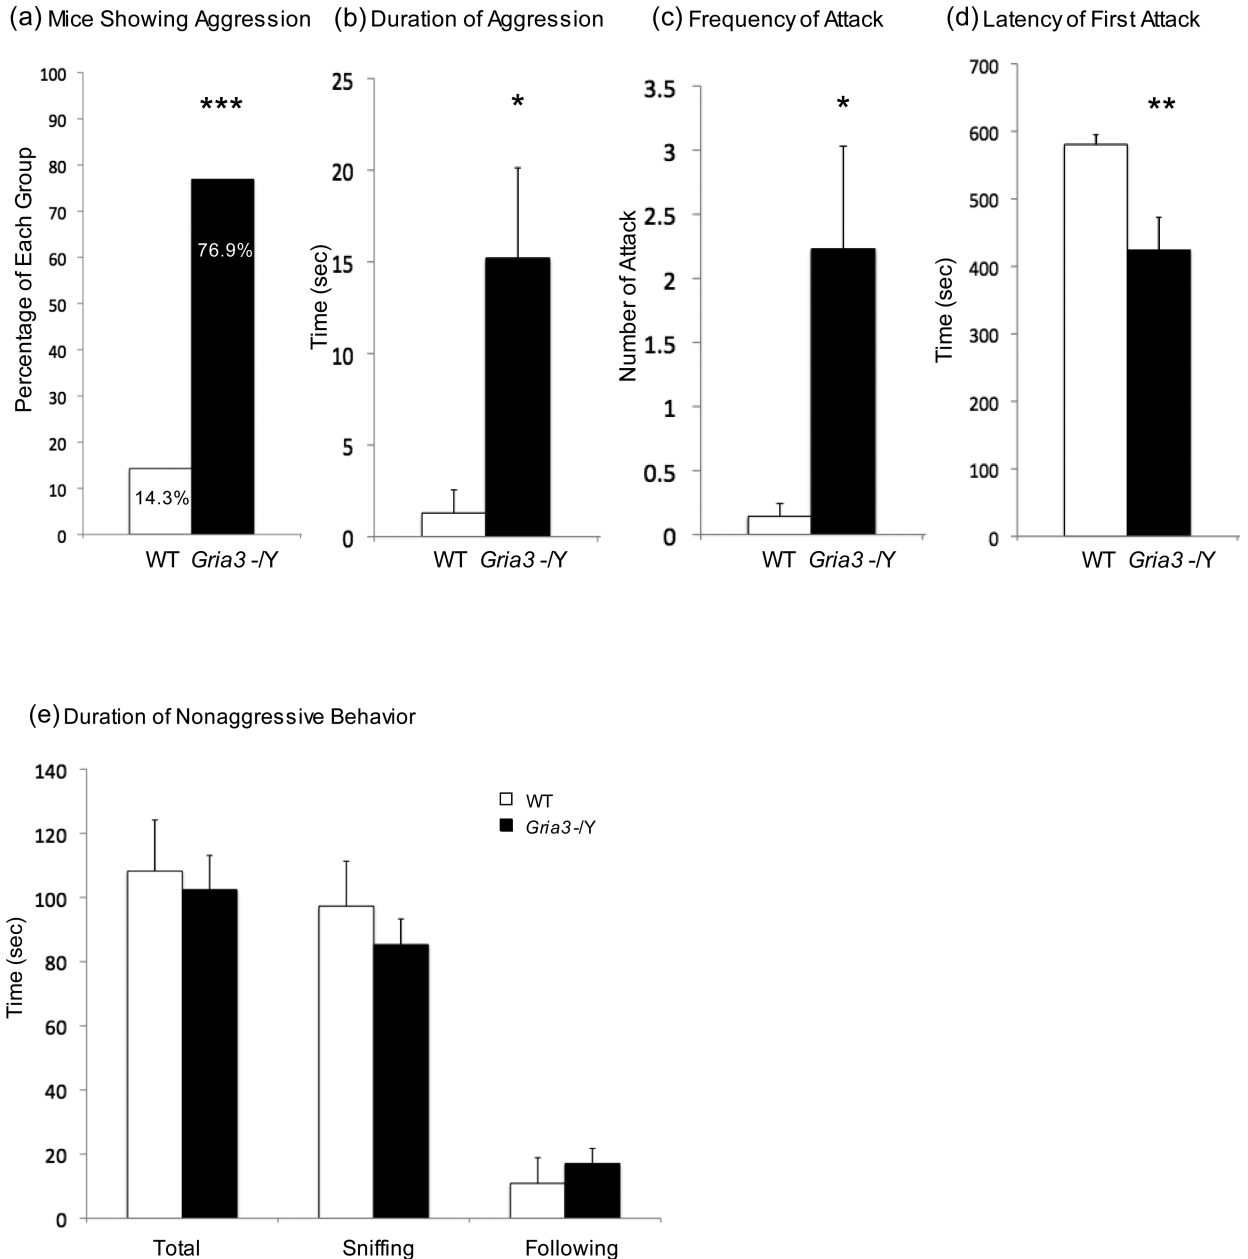 (a) Mice Showing Aggression
(b) Duration of Aggression
(c) Frequency of Attack
(d) Latency of First Attack
Percentage of Each Group
100
90
80
70
60
50
40
30
20
10
0
***
76.9%
14.3%
WT Gria3 -/Y
Time (sec)
25
20
15
10
5
0
*
WT Gria3 -/Y
Number of Attack
3.5
3
2.5
2
1.5
1
0.5
0
*
WT Gria3 -/Y
Time (sec)
700
600
500
400
300
200
100
0
**
WT Gria3 -/Y
(e) Duration of Nonaggressive Behavior
Time (sec)
140
120
100
80
60
40
20
0
WT
Gria3 -/Y
Total Sniffing Following